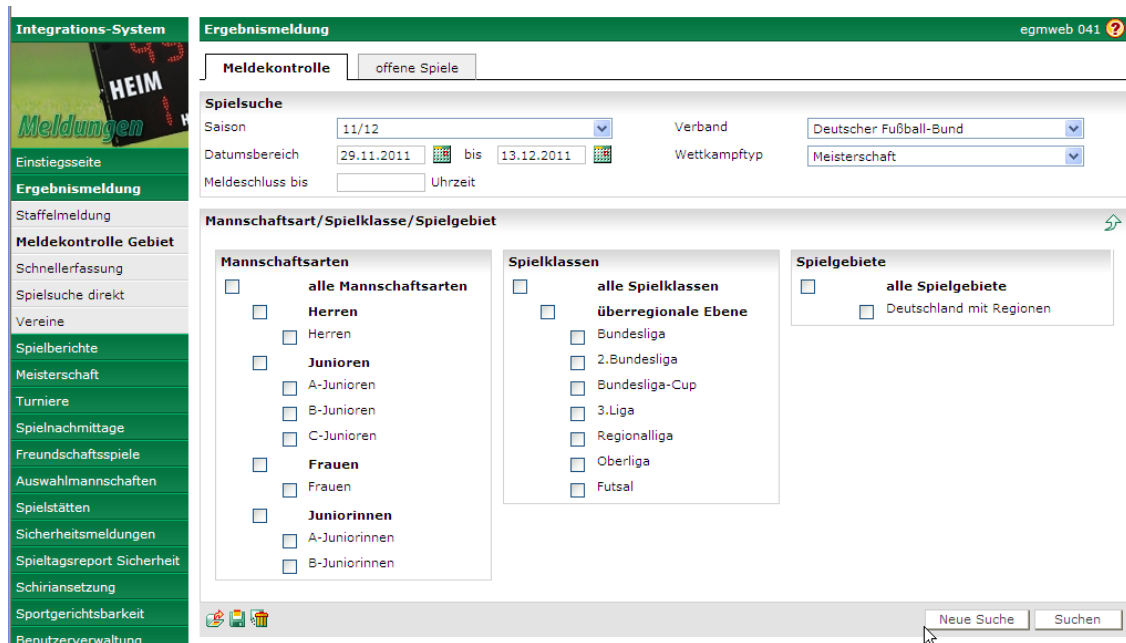 Integrations-System
HEIM
Meldungen
Einstiegsseite
Ergebnismeldung
Staffelmeldung
Meldekontrolle Gebiet
Schnellerfassung
Spielsuche direkt
Vereine
Spielberichte
Meisterschaft
Turniere
Spielnachmittage
Freundschaftsspiele
Auswahlmannschaften
Spielstätten
Sicherheitsmeldungen
Spieltagsreport Sicherheit
Schiriansetzung
Sportgerichtsbarkeit
Benutzerverwaltung
Ergebnismeldung egmweb 041 ?
Meldekontrolle offene Spiele
Spielsuche
Saison 11/12 Verband Deutscher Fußball-Bund
Datumsbereich 29.11.2011 bis 13.12.2011 Wettkampftyp Meisterschaft
Meldeschluss bis Uhrzeit
Mannschaftsart/Spielklasse/Spielgebiet
Mannschaftsarten
alle Mannschaftsarten
Herren
Herren
Junioren
A-Junioren
B-Junioren
C-Junioren
Frauen
Frauen
Juniorinnen
A-Juniorinnen
B-Juniorinnen
Spielklassen
alle Spielklassen
überregionale Ebene
Bundesliga
2.Bundesliga
Bundesliga-Cup
3.Liga
Regionalliga
Oberliga
Futsal
Spielgebiete
alle Spielgebiete
Deutschland mit Regionen
Neue Suche Suchen